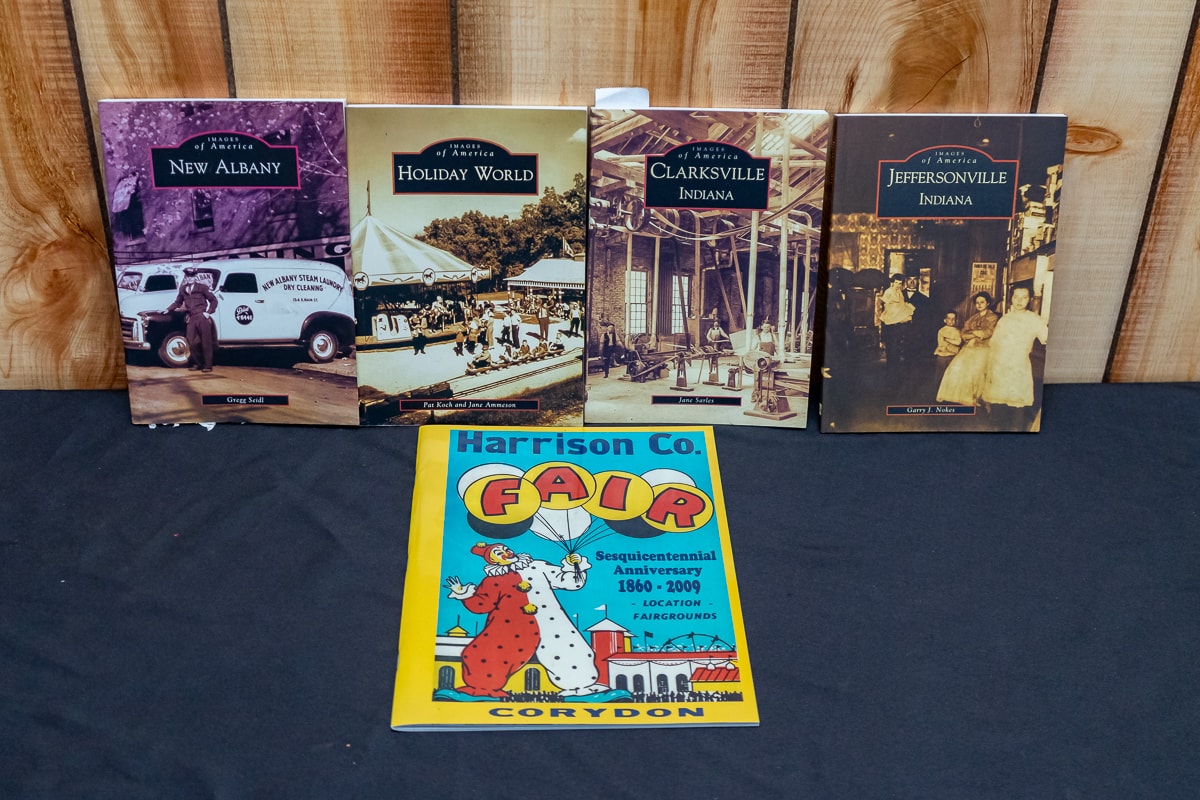 IMAGES
of America
NEW ALBANY
NEW ALBANY STEAM LAUNDRY
DRY CLEANING
Gregg Seidl
IMAGES
of America
HOLIDAY WORLD
Pat Koch and Jane Ammeson
IMAGES
of America
CLARKSVILLE
INDIANA
Jane Sarles
IMAGES
of America
JEFFERSONVILLE
INDIANA
Garry J. Nokes
Harrison Co.
FAIR
Sesquicentennial
Anniversary
1860 - 2009
- LOCATION -
FAIRGROUNDS
CORYDON